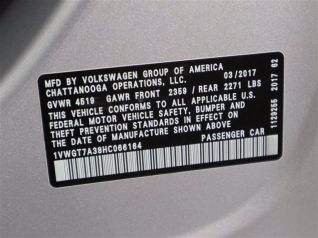 MFD BY VOLKSWAGEN GROUP OF AMERICA
CHATTANOOGA OPERATIONS, LLC. 03/2017
GVWR 4519 GAWR FRONT 2359 / REAR 2271 LBS
THIS VEHICLE CONFORMS TO ALL APPLICABLE
FEDERAL MOTOR VEHICLE SAFETY, BUMPER AND
THEFT PREVENTION STANDARDS IN EFFECT ON
THE DATE OF MANUFACTURE SHOWN ABOVE
1VWGT7A38HC066164 PASSENGER CAR
1129255 2017 62